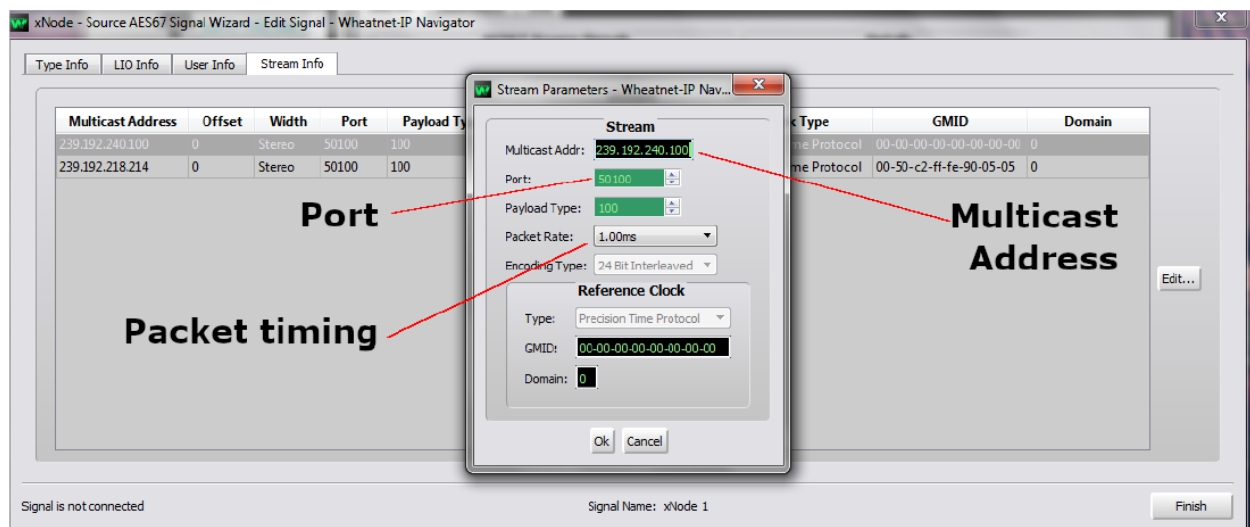 xNode - Source AES67 Signal Wizard - Edit Signal - Wheatnet-IP Navigator
Type Info LIO Info User Info Stream Info
Multicast Address Offset Width Port Payload Ty
239.192.240.100 0 Stereo 50100 100
239.192.218.214 0 Stereo 50100 100
Stream Parameters - Wheatnet-IP Nav...
Stream
Multicast Addr: 239.192.240.100
Port: 50100
Payload Type: 100
Packet Rate: 1.00ms
Encoding Type: 24 Bit Interleaved
Reference Clock
Type: Precision Time Protocol
GMID: 00-00-00-00-00-00-00-00
Domain: 0
Ok Cancel
Type GMID Domain
me Protocol 00-00-00-00-00-00-00-00 0
me Protocol 00-50-c2-ff-fe-90-05-05 0
Port
Packet timing
Multicast
Address
Edit...
Signal is not connected
Signal Name: xNode 1
Finish